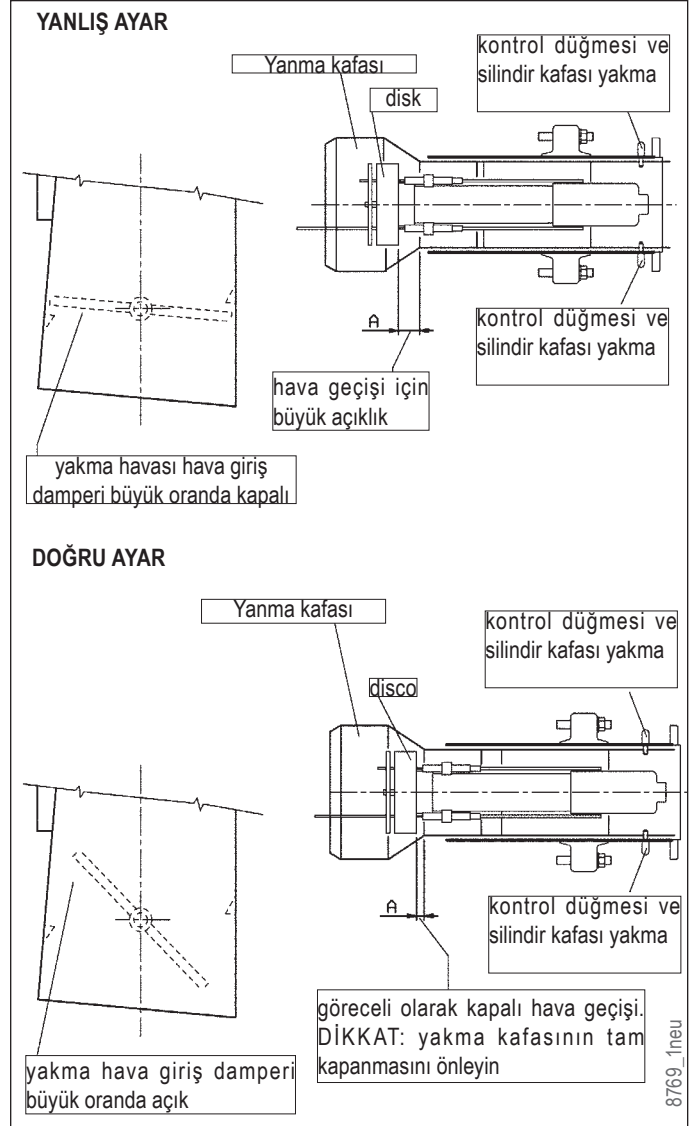 YANLIŞ AYAR
Yanma kafası
disk
kontrol düğmesi ve
silindir kafası yakma
kontrol düğmesi ve
silindir kafası yakma
A
hava geçişi için
büyük açıklık
yakma havası hava giriş
damperi büyük oranda kapalı
DOĞRU AYAR
Yanma kafası
disco
kontrol düğmesi ve
silindir kafası yakma
kontrol düğmesi ve
silindir kafası yakma
A
göreceli olarak kapalı hava geçişi.
DİKKAT: yakma kafasının tam
kapanmasını önleyin
yakma hava giriş damperi
büyük oranda açık
8769_1neu